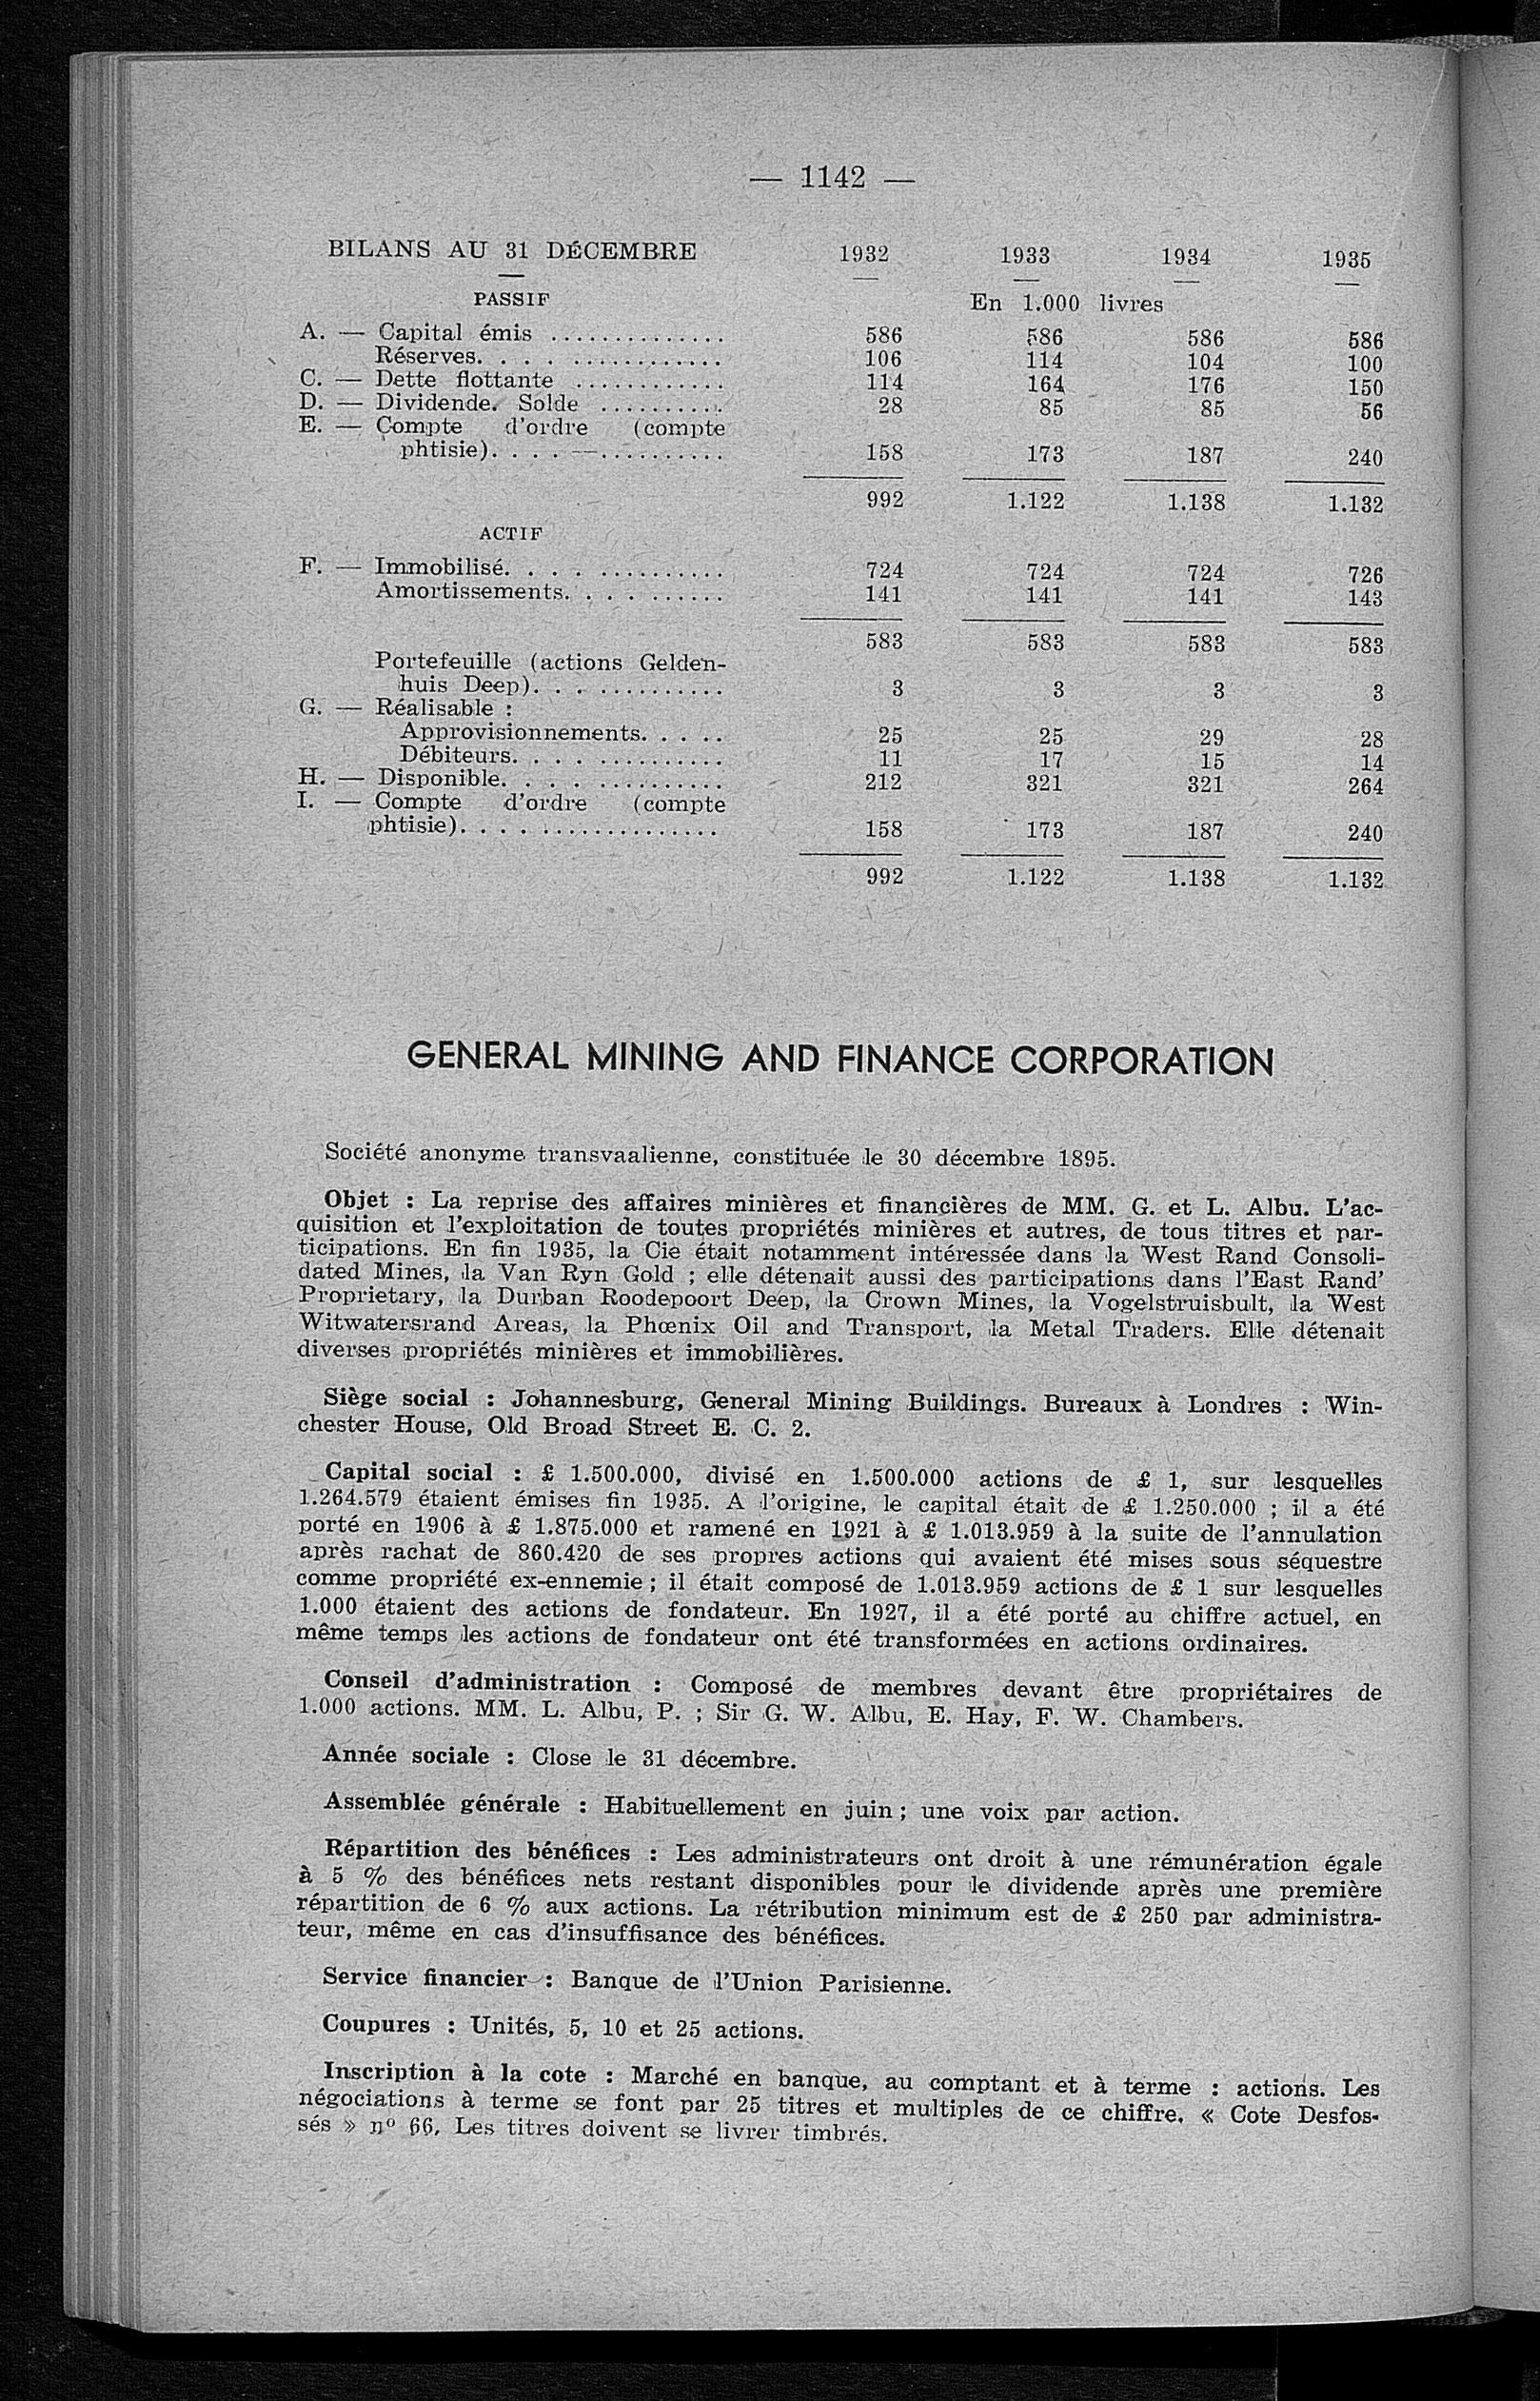 — 1142 —
BILANS AU 31 DÉCEMBRE 1932 1933 1934 1935
PASSIF En 1.000 livres
A. — Capital émis .............. 586 586 586 586
Réserves. . . . ............. 106 114 104 100
C. — Dette flottante ............ 114 164 176 150
D. — Dividende. Solde .......... 28 85 85 56
E. — Compte d'ordre (compte
phtisie). . . . —........... 158 173 187 240
992 1.122 1.138 1.132
ACTIF
F. — Immobilisé. . . . ........... 724 724 724 726
Amortissements. . . . ....... 141 141 141 143
583 583 583 583
Portefeuille (actions Gelden-
huis Deep). . . ........... 3 3 3 3
G. — Réalisable :
Approvisionnements. . . .. 25 25 29 28
Débiteurs. . . . ........... 11 17 15 14
H. — Disponible. . . . ........... 212 321 321 264
I. — Compte d'ordre (compte
phtisie). . . . ............... 158 173 187 240
992 1.122 1.138 1.132
GENERAL MINING AND FINANCE CORPORATION
Société anonyme transvaalienne, constituée le 30 décembre 1895.
Objet : La reprise des affaires minières et financières de MM. G. et L. Albu. L'ac-
quisition et l'exploitation de toutes propriétés minières et autres, de tous titres et par-
ticipations. En fin 1935, la Cie était notamment intéressée dans la West Rand Consoli-
dated Mines, la Van Ryn Gold ; elle détenait aussi des participations dans l'East Rand'
Proprietary, la Durban Roodepoort Deep, la Crown Mines, la Vogelstruisbult, la West
Witwatersrand Areas, la Phœnix Oil and Transport, la Metal Traders. Elle détenait
diverses propriétés minières et immobilières.
Siège social : Johannesburg, General Mining Buildings. Bureaux à Londres : Win-
chester House, Old Broad Street E. C. 2.
Capital social : £ 1.500.000, divisé en 1.500.000 actions de £ 1, sur lesquelles
1.264.579 étaient émises fin 1935. A l'origine, le capital était de £ 1.250.000 ; il a été
porté en 1906 à £ 1.875.000 et ramené en 1921 à £ 1.013.959 à la suite de l'annulation
après rachat de 860.420 de ses propres actions qui avaient été mises sous séquestre
comme propriété ex-ennemie ; il était composé de 1.013.959 actions de £ 1 sur lesquelles
1.000 étaient des actions de fondateur. En 1927, il a été porté au chiffre actuel, en
même temps les actions de fondateur ont été transformées en actions ordinaires.
Conseil d'administration : Composé de membres devant être propriétaires de
1.000 actions. MM. L. Albu, P. ; Sir G. W. Albu, E. Hay, F. W. Chambers.
Année sociale : Close le 31 décembre.
Assemblée générale : Habituellement en juin ; une voix par action.
Répartition des bénéfices : Les administrateurs ont droit à une rémunération égale
à 5 % des bénéfices nets restant disponibles pour le dividende après une première
répartition de 6 % aux actions. La rétribution minimum est de £ 250 par administra-
teur, même en cas d'insuffisance des bénéfices.
Service financier : Banque de l'Union Parisienne.
Coupures : Unités, 5, 10 et 25 actions.
Inscription à la cote : Marché en banque, au comptant et à terme : actions. Les
négociations à terme se font par 25 titres et multiples de ce chiffre. « Cote Desfos-
sés » nº 66. Les titres doivent se livrer timbrés.